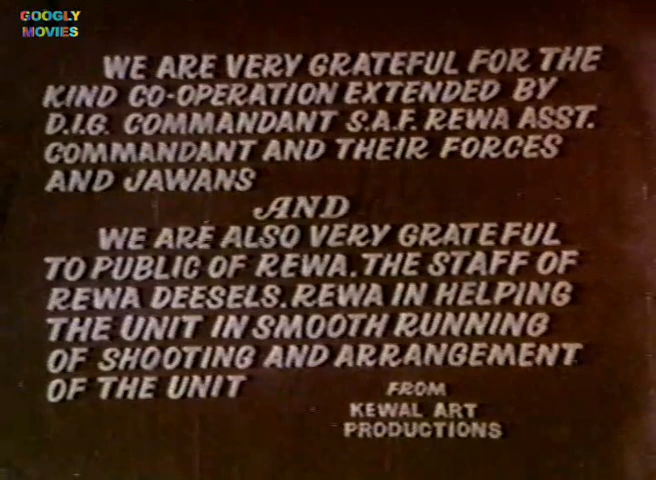 GOOGLY
MOVIES
WE ARE VERY GRATEFUL FOR THE
KIND CO-OPERATION EXTENDED BY
D.I.G. COMMANDANT S.A.F. REWA ASST.
COMMANDANT AND THEIR FORCES
AND JAWANS
AND
WE ARE ALSO VERY GRATEFUL
TO PUBLIC OF REWA. THE STAFF OF
REWA DEESELS. REWA IN HELPING
THE UNIT IN SMOOTH RUNNING
OF SHOOTING AND ARRANGEMENT
OF THE UNIT
FROM
KEWAL ART
PRODUCTIONS